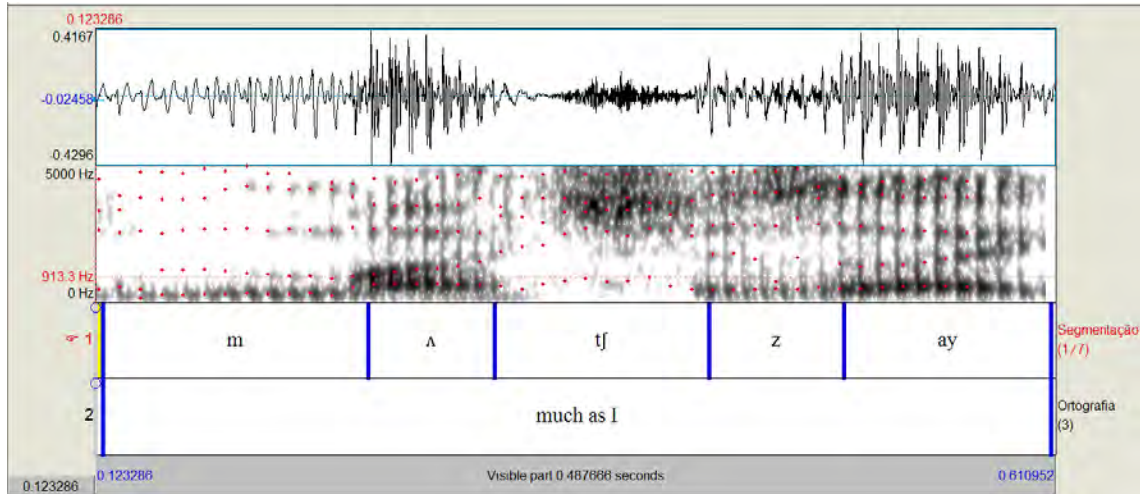 0.123286
0.4167
-0.02458
-0.4296
5000 Hz
913.3 Hz
0 Hz
1 m ʌ tʃ z ay Segmentação
(1/7)
2 much as I Ortografia
(3)
0.123286 Visible part 0.487666 seconds 0.610952
0.123286